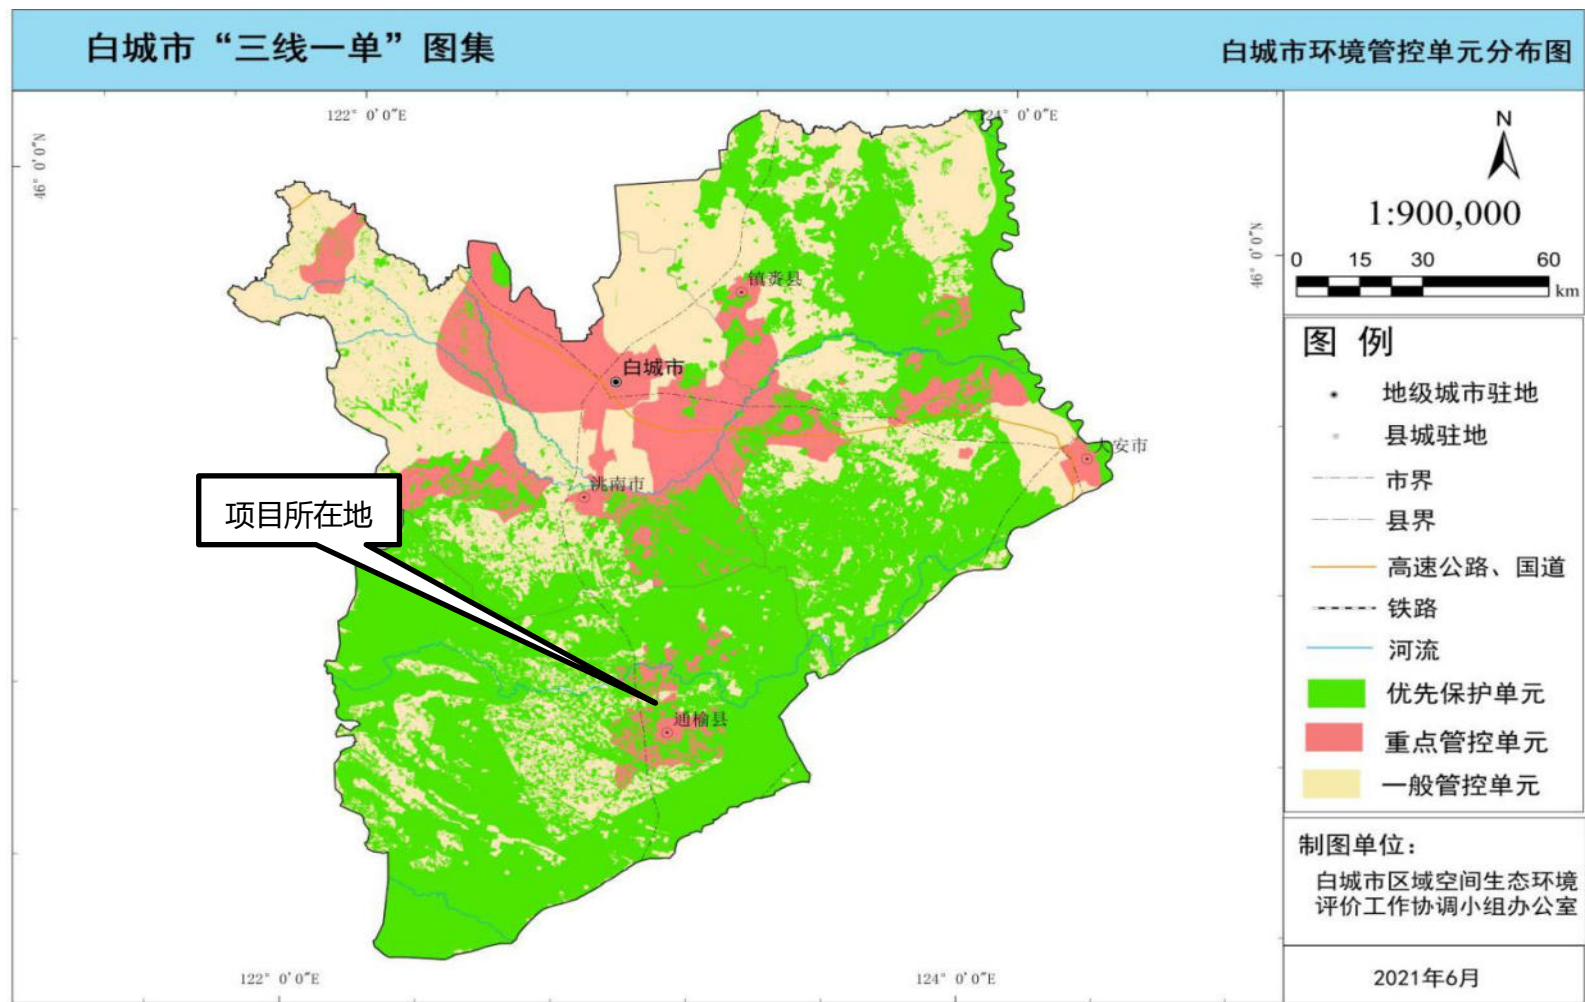 白城市“三线一单”图集
白城市环境管控单元分布图
122° 0′0″E
124° 0′0″E
46° 0′0″N
46° 0′0″N
N
1:900,000
0 15 30 60
km
图 例
地级城市驻地
县城驻地
市界
县界
高速公路、国道
铁路
河流
优先保护单元
重点管控单元
一般管控单元
制图单位：
白城市区域空间生态环境
评价工作协调小组办公室
2021年6月
镇赉县
白城市
大安市
洮南市
项目所在地
通榆县
122° 0′0″E
124° 0′0″E